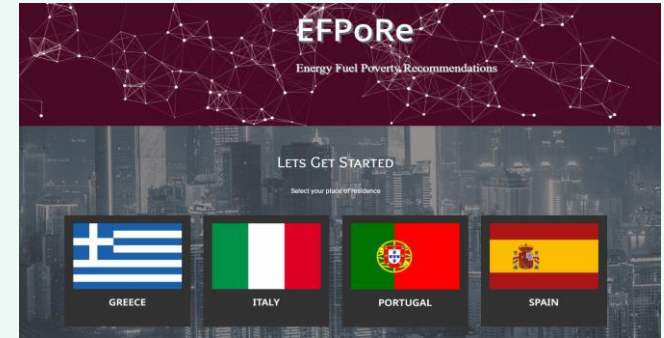 EFPoRe
Energy Fuel Poverty Recommendations
LETS GET STARTED
Select your place of residence
GREECE
ITALY
PORTUGAL
SPAIN